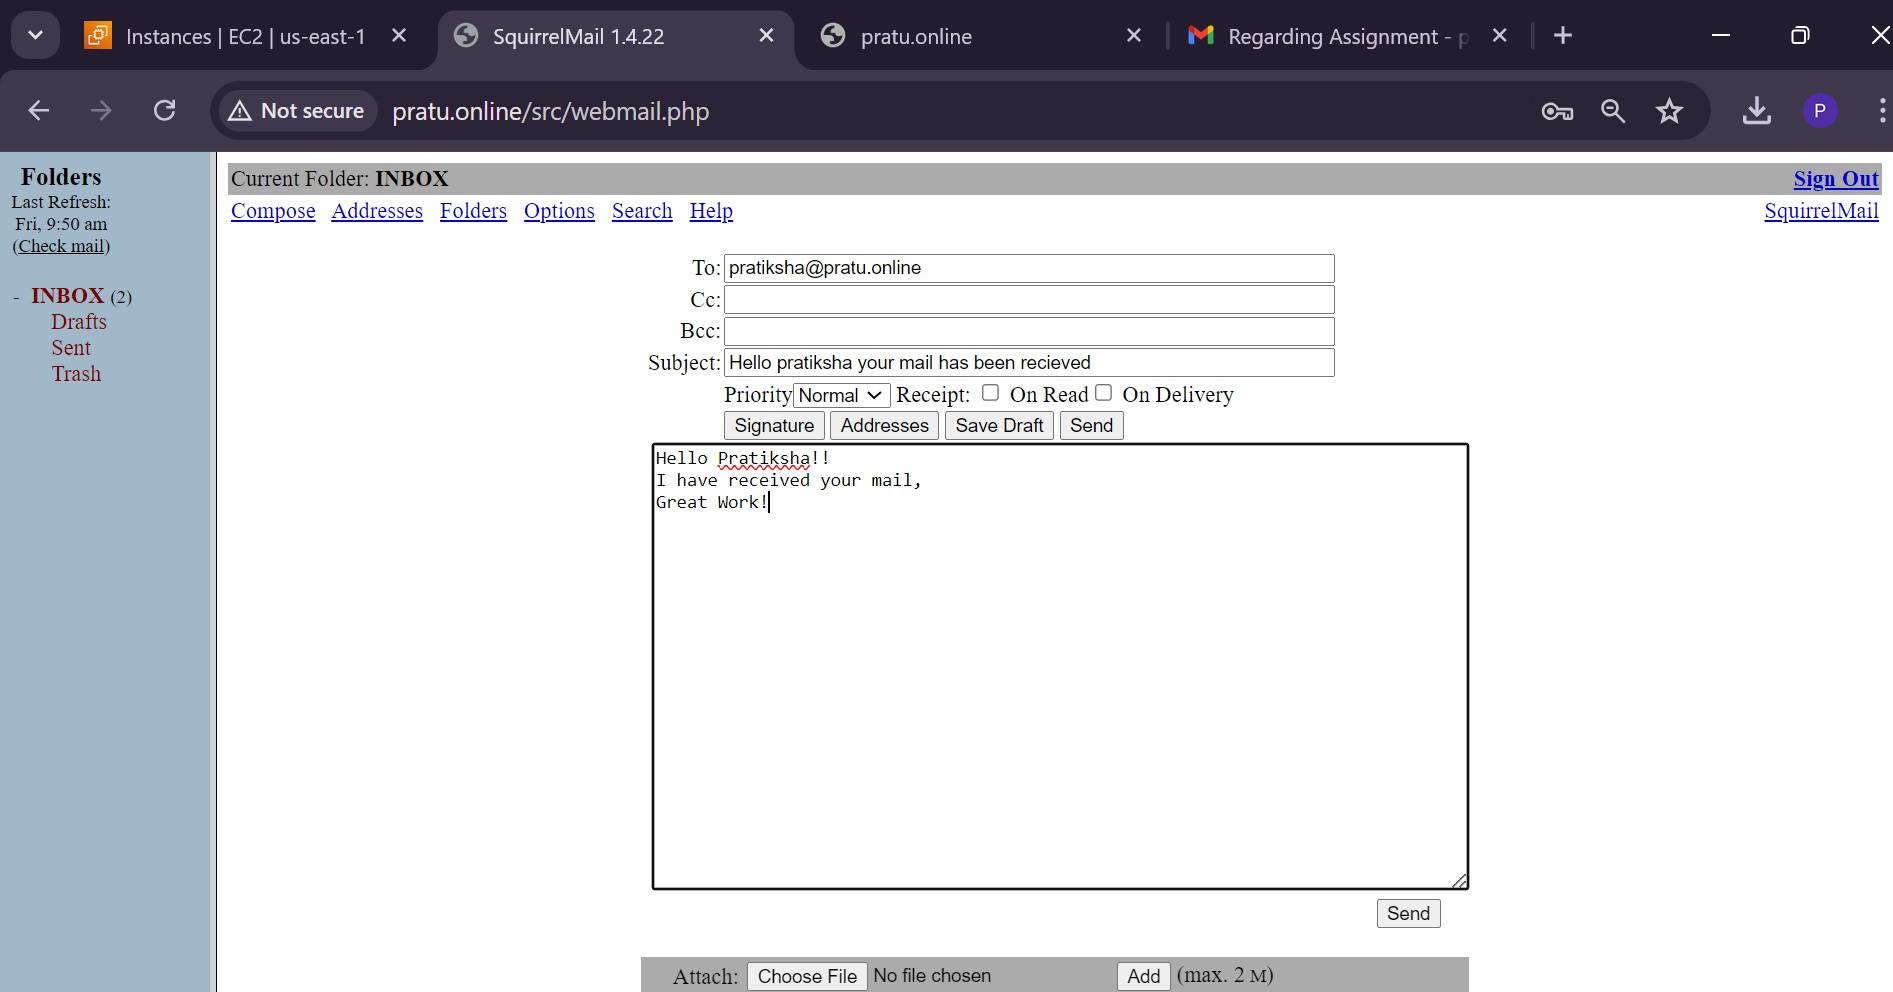 Instances | EC2 | us-east-1
SquirrelMail 1.4.22
pratu.online
Regarding Assignment -
Not secure
pratu.online/src/webmail.php
P
Folders
Last Refresh:
Fri, 9:50 am
(Check mail)
- INBOX (2)
Drafts
Sent
Trash
Current Folder: INBOX
Sign Out
Compose Addresses Folders Options Search Help
SquirrelMail
To: pratiksha@pratu.online
Cc:
Bcc:
Subject: Hello pratiksha your mail has been recieved
Priority Normal Receipt: On Read On Delivery
Signature Addresses Save Draft Send
Hello Pratiksha!!
I have received your mail,
Great Work!
Send
Attach: Choose File No file chosen Add (max. 2 M)